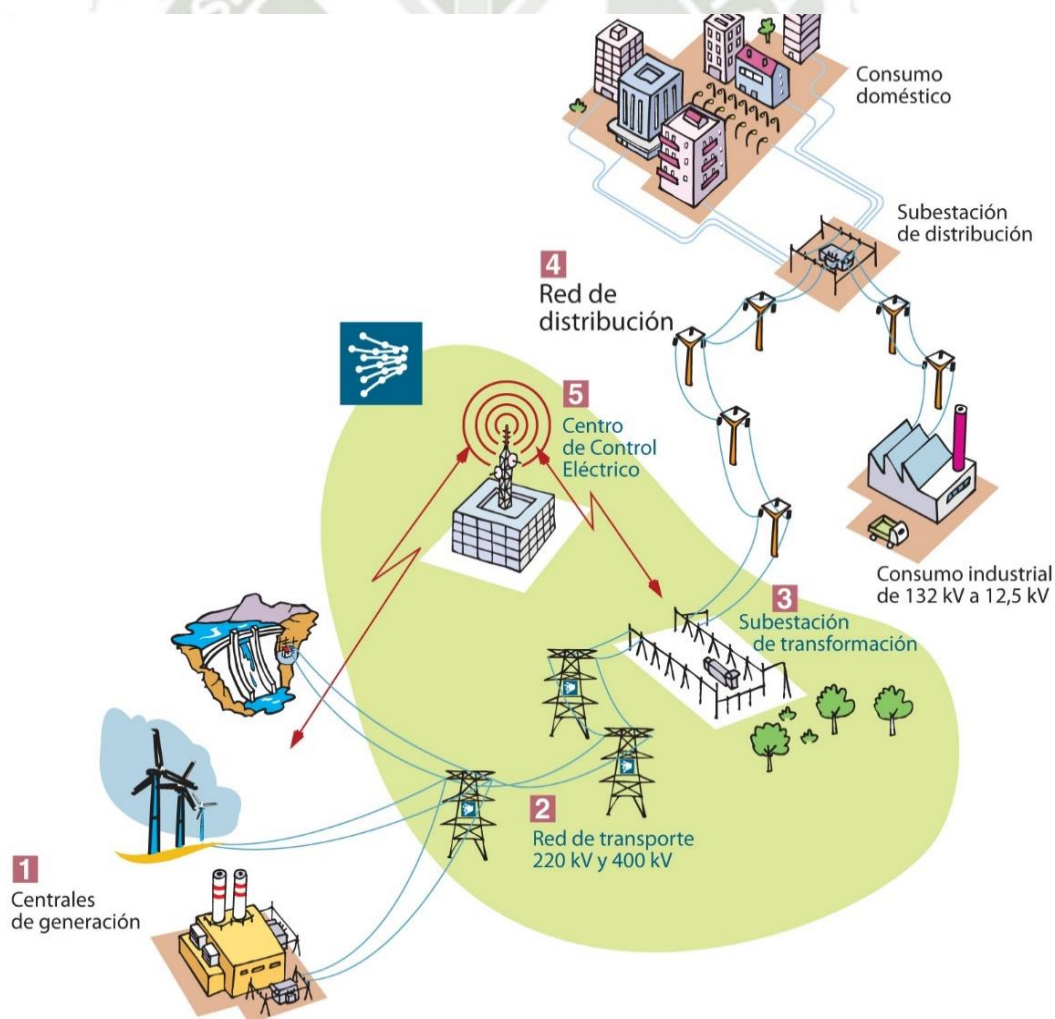 Consumo
doméstico
Subestación
de distribución
4
Red de
distribución
5
Centro
de Control
Eléctrico
Consumo industrial
de 132 kV a 12,5 kV
3
Subestación
de transformación
2
Red de transporte
220 kV y 400 kV
1
Centrales
de generación